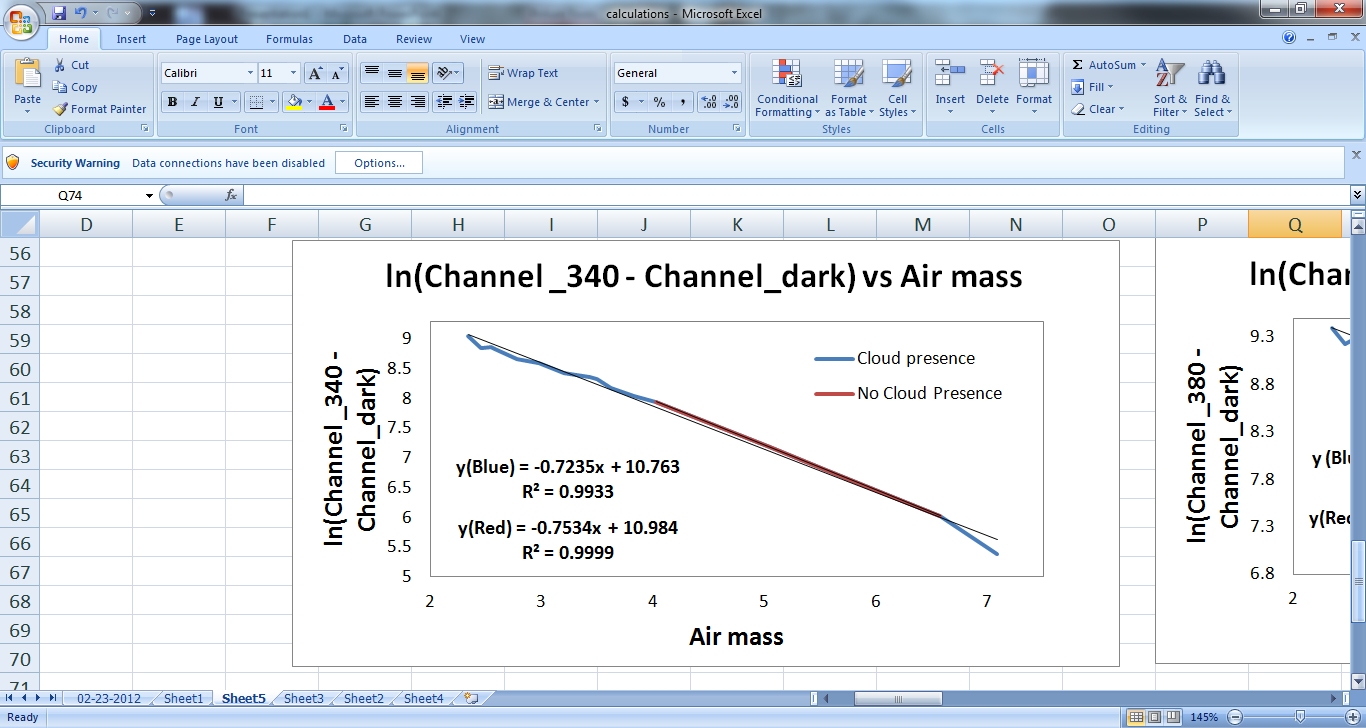 calculations - Microsoft Excel
Home Insert Page Layout Formulas Data Review View
Paste
Cut
Copy
Format Painter
Clipboard
Calibri 11
B I U
Font
Wrap Text
Merge & Center
Alignment
General
$ % ,
Number
Conditional Formatting
Format as Table
Cell Styles
Styles
Insert Delete Format
Cells
Σ AutoSum
Fill
Clear
Sort & Filter
Find & Select
Editing
Security Warning Data connections have been disabled Options...
Q74 fx
D E F G H I J K L M N O P Q
56
57
58
59
60
61
62
63
64
65
66
67
68
69
70
71
ln(Channel _340 - Channel_dark) vs Air mass
ln(Channel _340 -
Channel_dark)
9
8.5
8
7.5
7
6.5
6
5.5
5
Cloud presence
No Cloud Presence
y(Blue) = -0.7235x + 10.763
R² = 0.9933
y(Red) = -0.7534x + 10.984
R² = 0.9999
2 3 4 5 6 7
Air mass
ln(Char
ln(Channel _380 -
Channel_dark)
9.3
8.8
8.3
7.8
7.3
6.8
y (Blu
y(Red
2
02-23-2012 Sheet1 Sheet5 Sheet3 Sheet2 Sheet4
Ready 145%